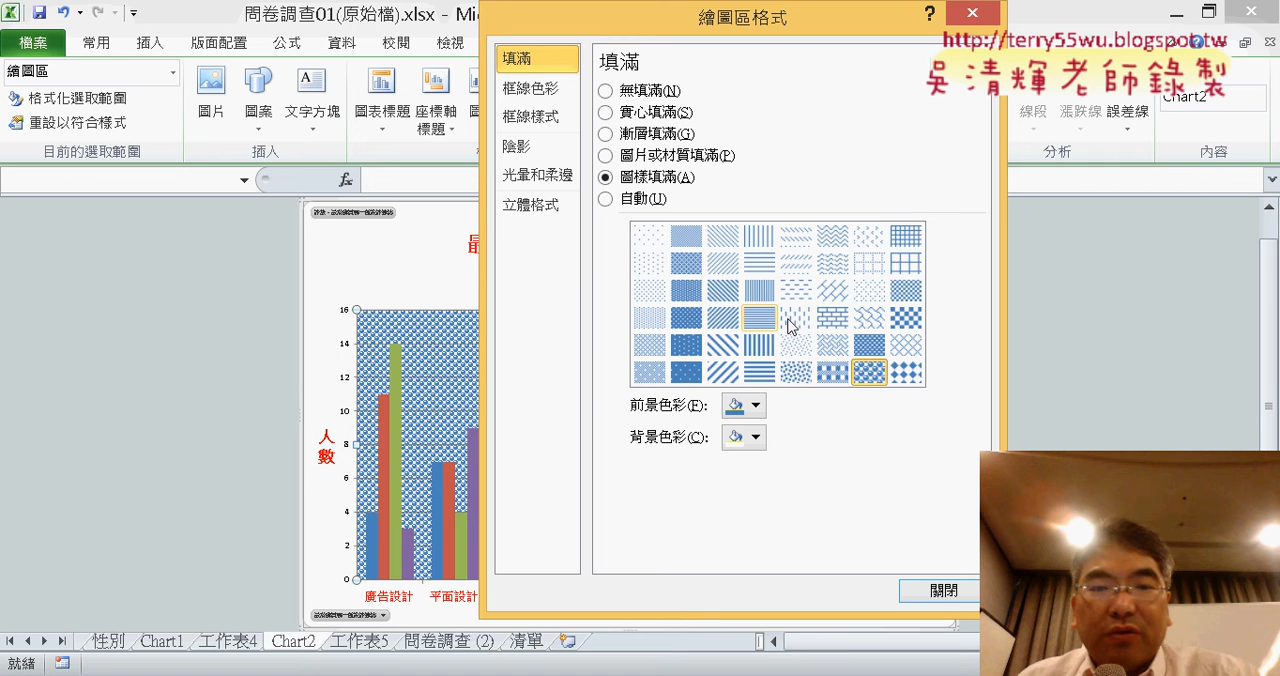 問卷調查01(原始檔).xlsx - Mi
繪圖區格式
http://terry55wu.blogspot.tw
吳清輝老師錄製
檔案 常用 插入 版面配置 公式 資料 校閱 檢視
繪圖區
格式化選取範圍
重設以符合樣式
目前的選取範圍
圖片 圖案 文字方塊
插入
圖表標題 座標軸標題
線段 漲跌線 誤差線
分析
Chart2
內容
fx
填滿
框線色彩
框線樣式
陰影
光暈和柔邊
立體格式
填滿
無填滿(N)
實心填滿(S)
漸層填滿(G)
圖片或材質填滿(P)
圖樣填滿(A)
自動(U)
前景色彩(F):
背景色彩(C):
關閉
最
人數
16
14
12
10
8
6
4
2
0
廣告設計 平面設計
性別 Chart1 工作表4 Chart2 工作表5 問卷調查 (2) 清單
就緒